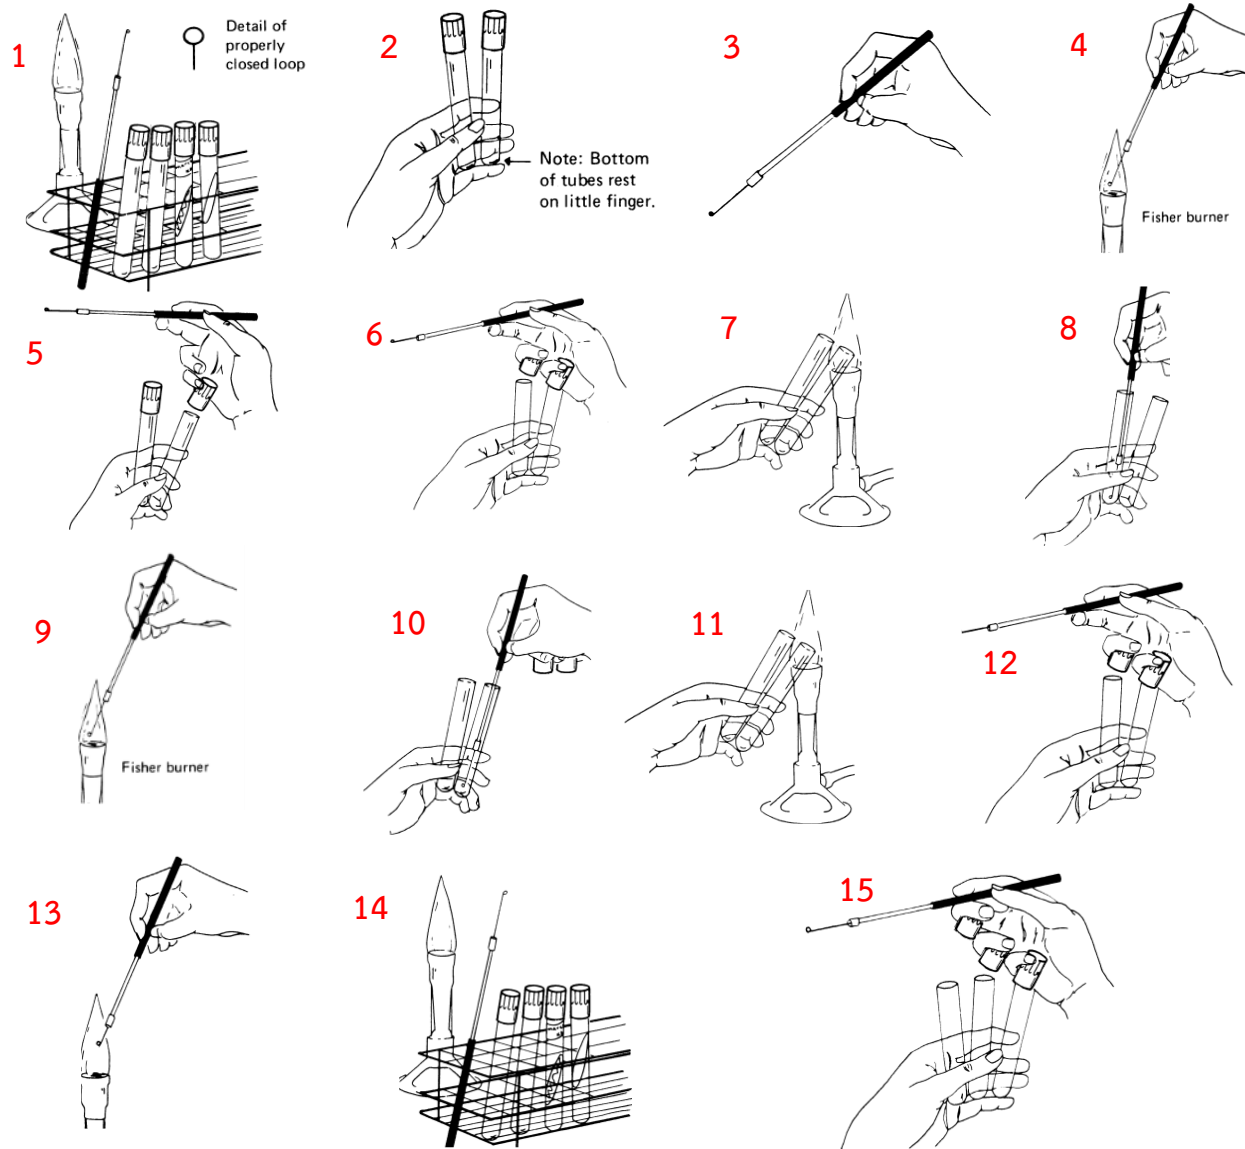 1
Detail of
properly
closed loop
2
Note: Bottom
of tubes rest
on little finger.
3
4
Fisher burner
5
6
7
8
9
Fisher burner
10
11
12
13
14
15